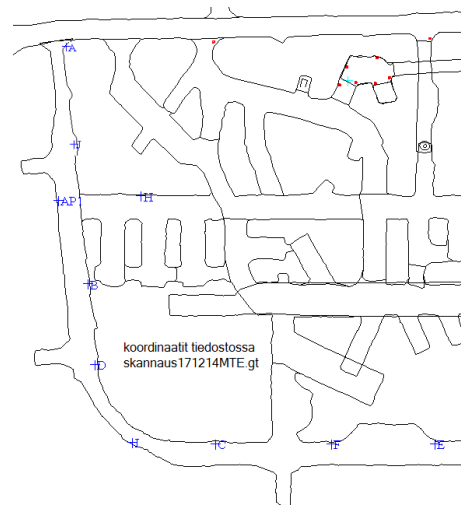 A
J
AP1
H
B
koordinaatit tiedostossa
skannaus171214MTE.gt
D
I
C
F
E